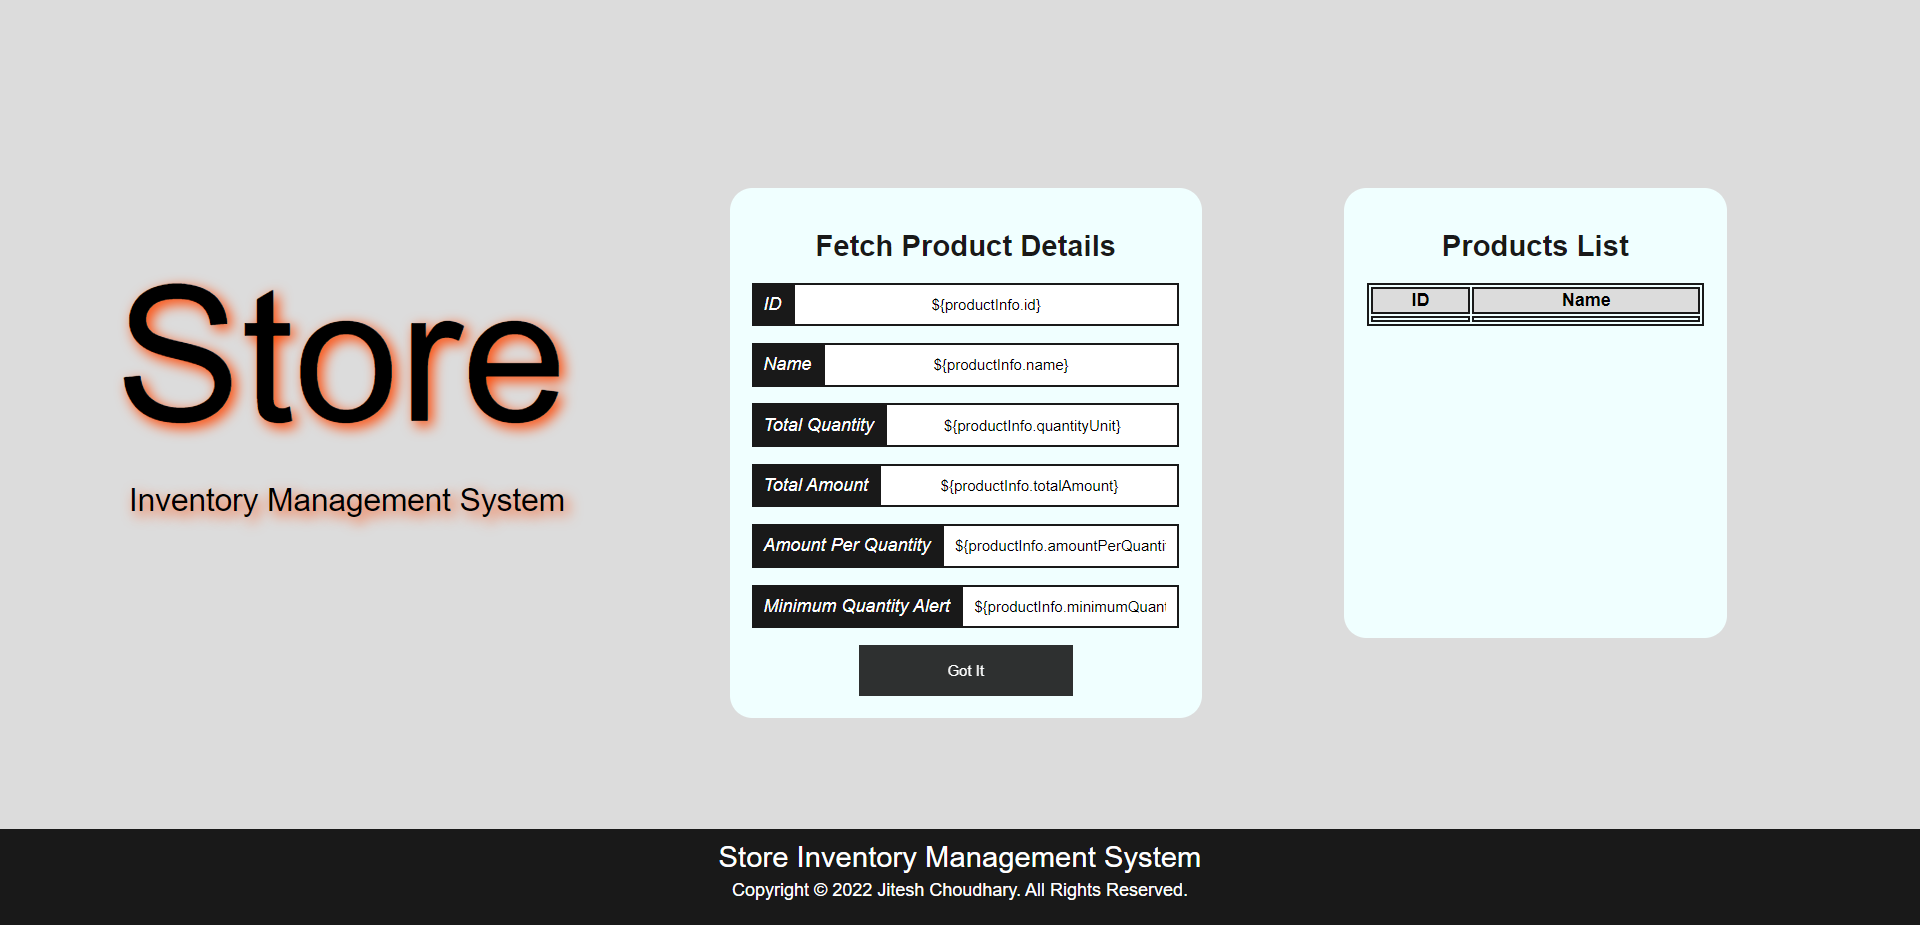 Store
Inventory Management System
Fetch Product Details
ID ${productInfo.id}
Name ${productInfo.name}
Total Quantity ${productInfo.quantityUnit}
Total Amount ${productInfo.totalAmount}
Amount Per Quantity ${productInfo.amountPerQuanti
Minimum Quantity Alert ${productInfo.minimumQuan
Got It
Products List
ID Name
Store Inventory Management System
Copyright © 2022 Jitesh Choudhary. All Rights Reserved.